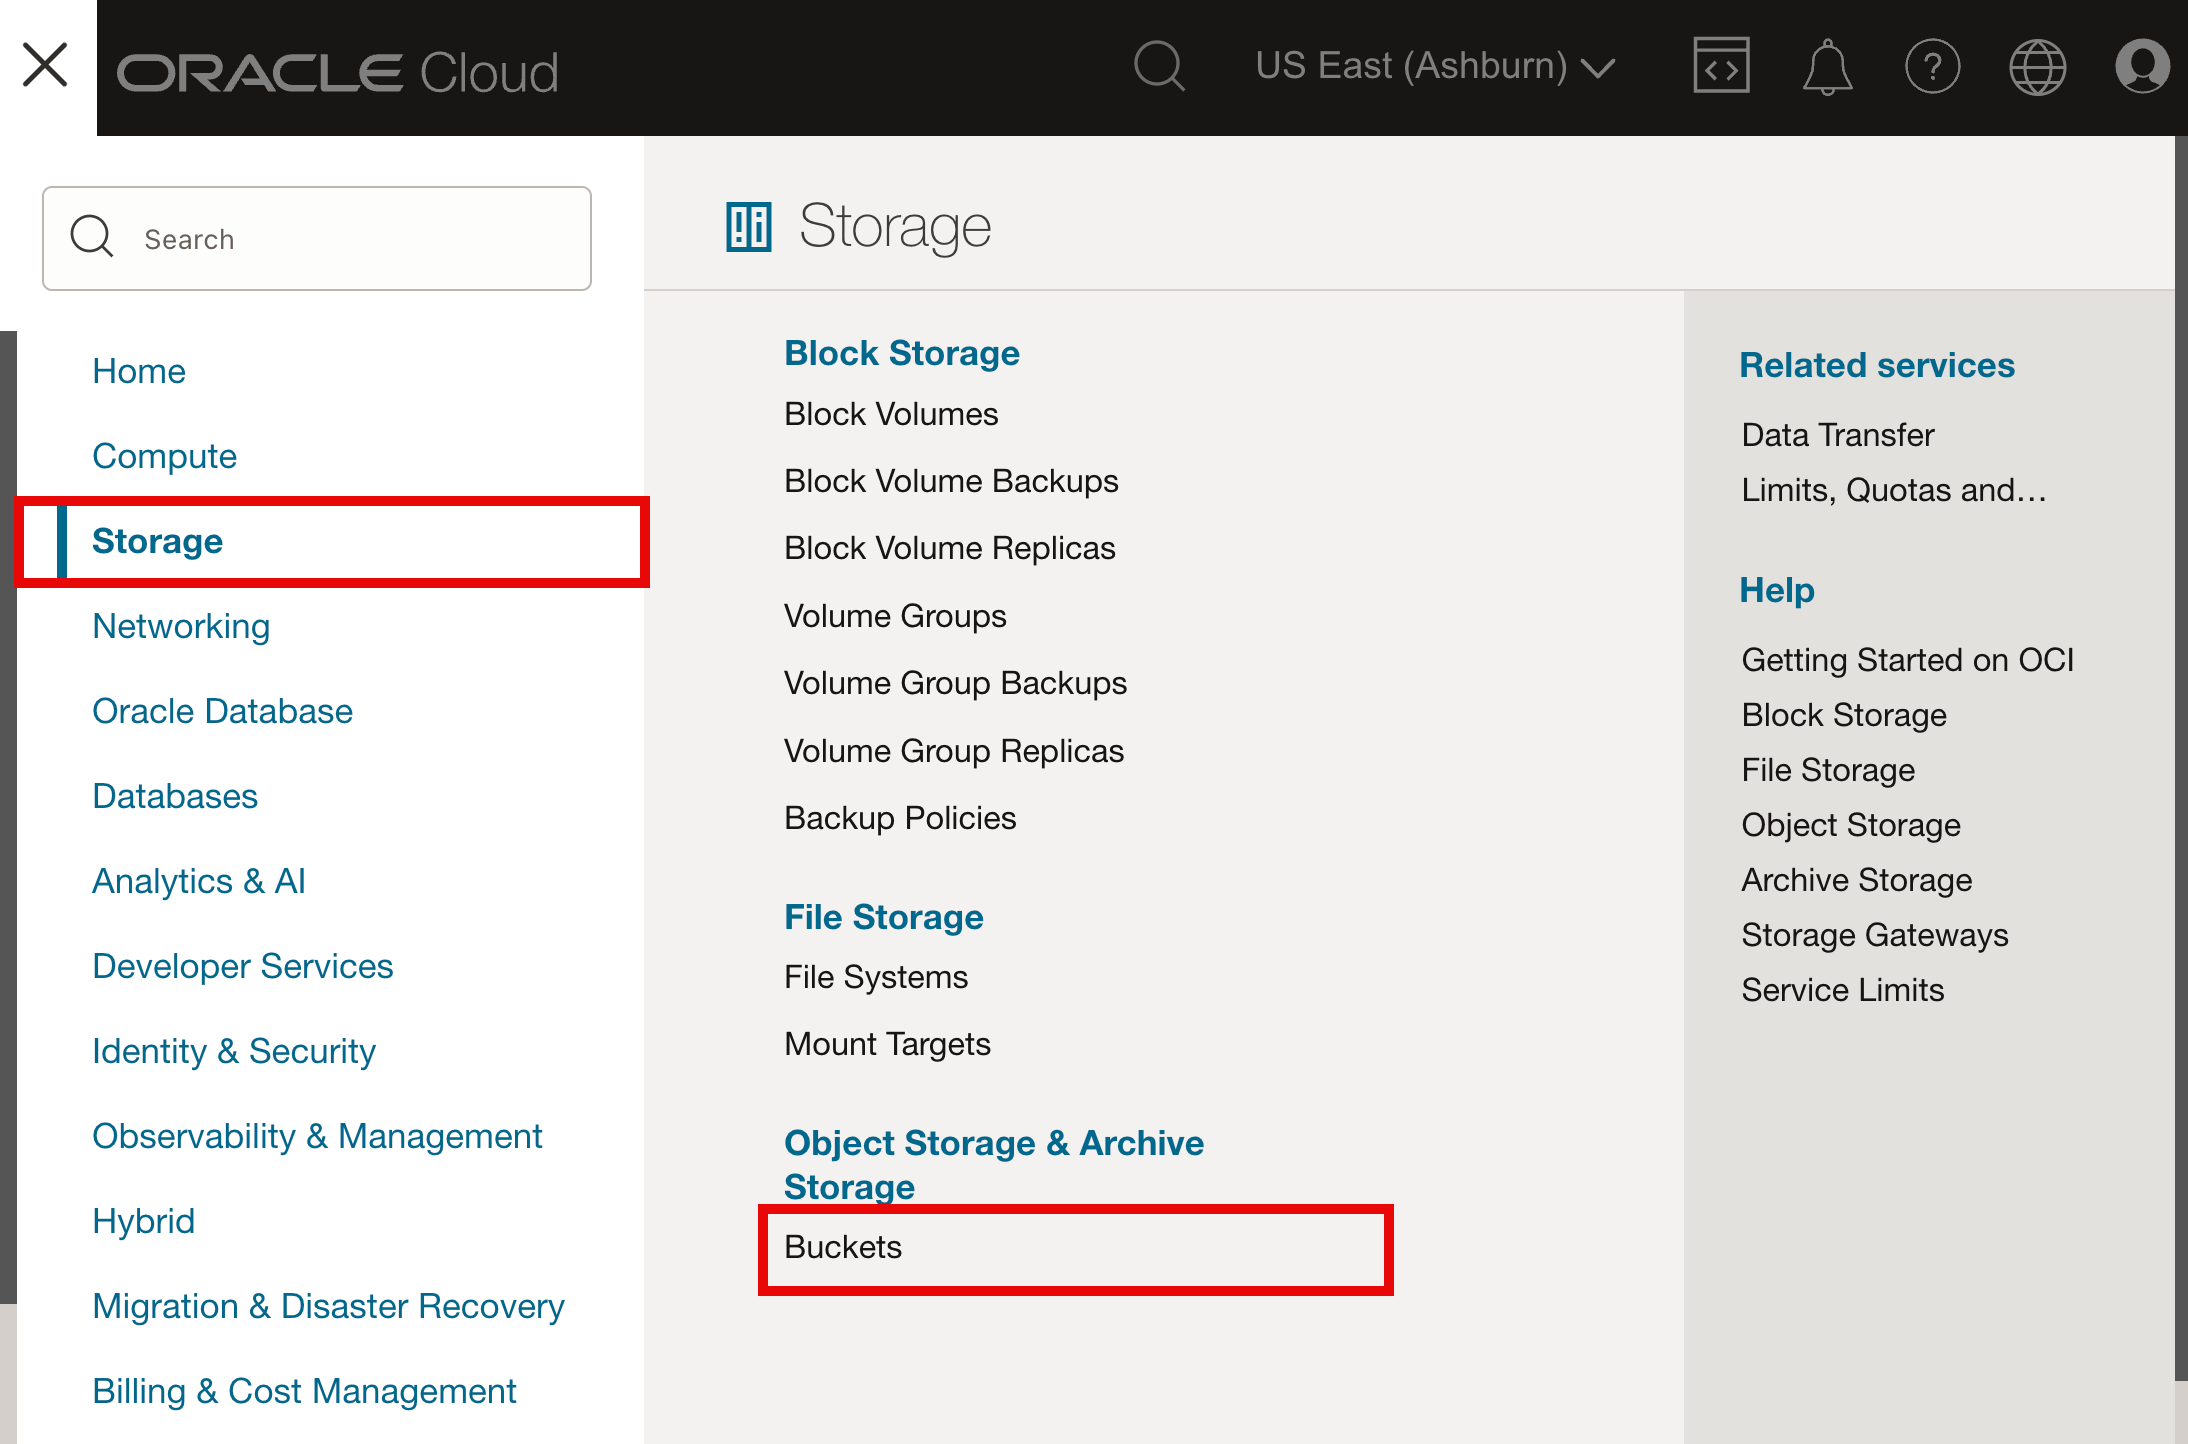 ORACLE Cloud
US East (Ashburn)
Search
Home
Compute
Storage
Networking
Oracle Database
Databases
Analytics & AI
Developer Services
Identity & Security
Observability & Management
Hybrid
Migration & Disaster Recovery
Billing & Cost Management
Storage
Block Storage
Block Volumes
Block Volume Backups
Block Volume Replicas
Volume Groups
Volume Group Backups
Volume Group Replicas
Backup Policies
File Storage
File Systems
Mount Targets
Object Storage & Archive
Storage
Buckets
Related services
Data Transfer
Limits, Quotas and…
Help
Getting Started on OCI
Block Storage
File Storage
Object Storage
Archive Storage
Storage Gateways
Service Limits